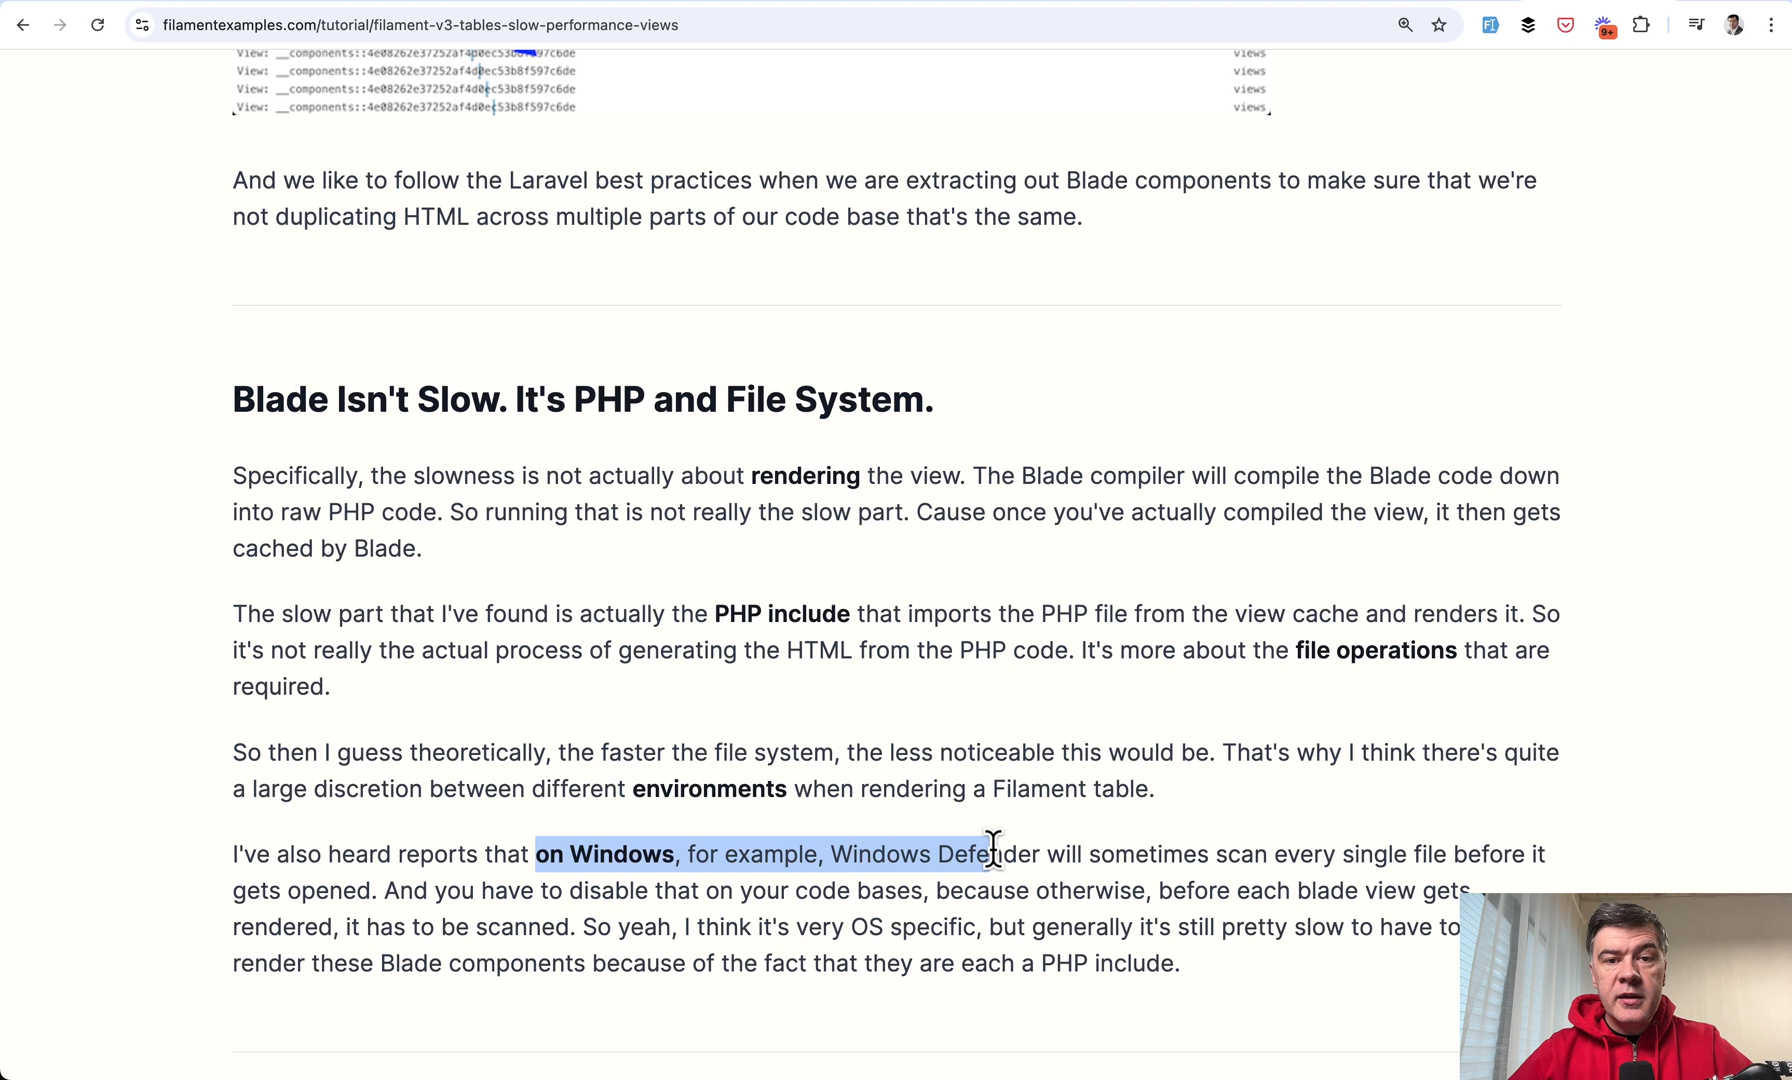 filamentexamples.com/tutorial/filament-v3-tables-slow-performance-views
9+
View: __components::4e08262e37252af4d0ec53b8f597c6de views
View: __components::4e08262e37252af4d0ec53b8f597c6de views
View: __components::4e08262e37252af4d0ec53b8f597c6de views
View: __components::4e08262e37252af4d0ec53b8f597c6de views
And we like to follow the Laravel best practices when we are extracting out Blade components to make sure that we're
not duplicating HTML across multiple parts of our code base that's the same.
Blade Isn't Slow. It's PHP and File System.
Specifically, the slowness is not actually about rendering the view. The Blade compiler will compile the Blade code down
into raw PHP code. So running that is not really the slow part. Cause once you've actually compiled the view, it then gets
cached by Blade.
The slow part that I've found is actually the PHP include that imports the PHP file from the view cache and renders it. So
it's not really the actual process of generating the HTML from the PHP code. It's more about the file operations that are
required.
So then I guess theoretically, the faster the file system, the less noticeable this would be. That's why I think there's quite
a large discretion between different environments when rendering a Filament table.
I've also heard reports that on Windows, for example, Windows Defender will sometimes scan every single file before it
gets opened. And you have to disable that on your code bases, because otherwise, before each blade view gets
rendered, it has to be scanned. So yeah, I think it's very OS specific, but generally it's still pretty slow to have to
render these Blade components because of the fact that they are each a PHP include.